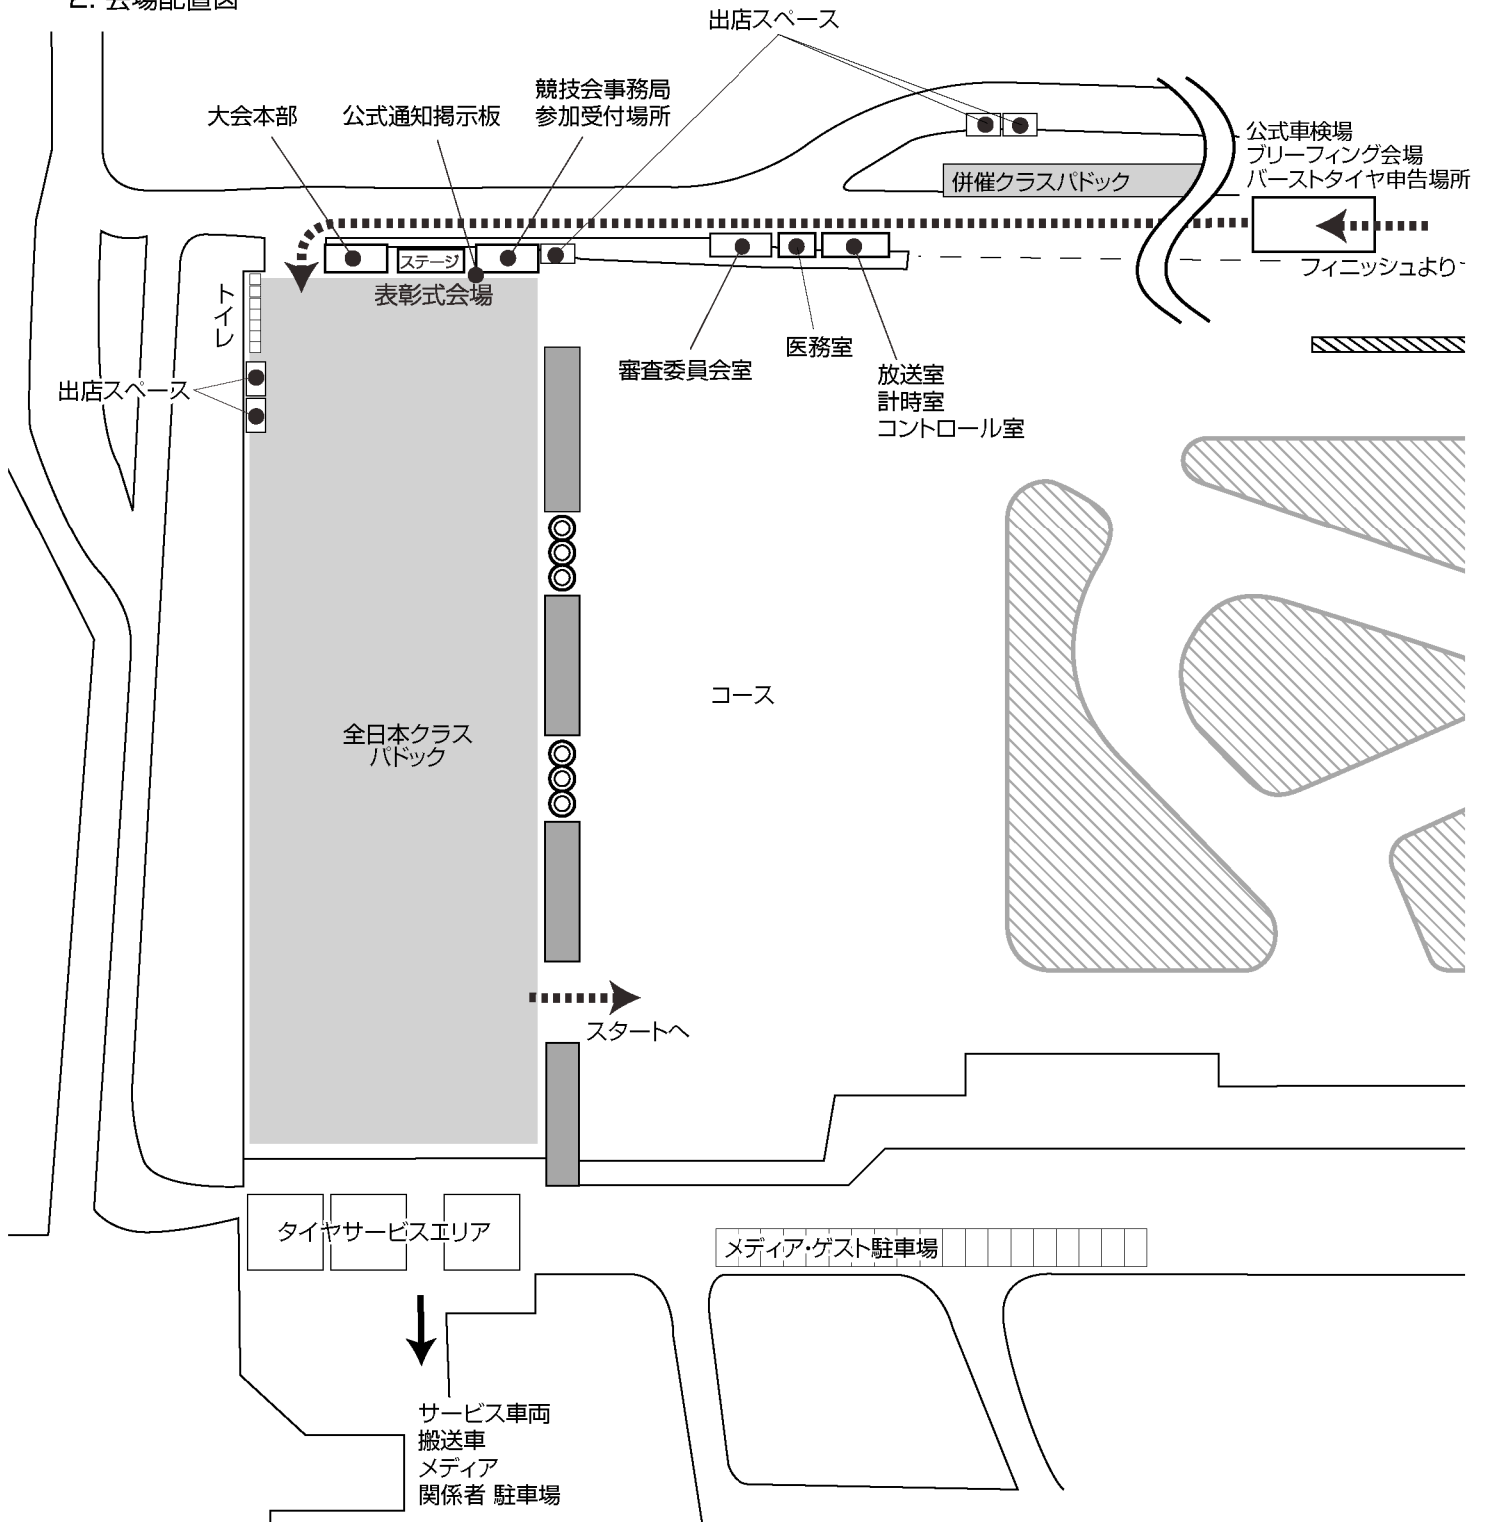 2. 会場配置図
出店スペース
大会本部
公式通知掲示板
競技会事務局
参加受付場所
公式車検場
ブリーフィング会場
バーストタイヤ申告場所
併催クラスパドック
ステージ
フィニッシュより
表彰式会場
トイレ
審査委員会室
医務室
放送室
計時室
コントロール室
出店スペース
コース
全日本クラス
パドック
スタートへ
タイヤサービスエリア
メディア・ゲスト駐車場
サービス車両
搬送車
メディア
関係者 駐車場